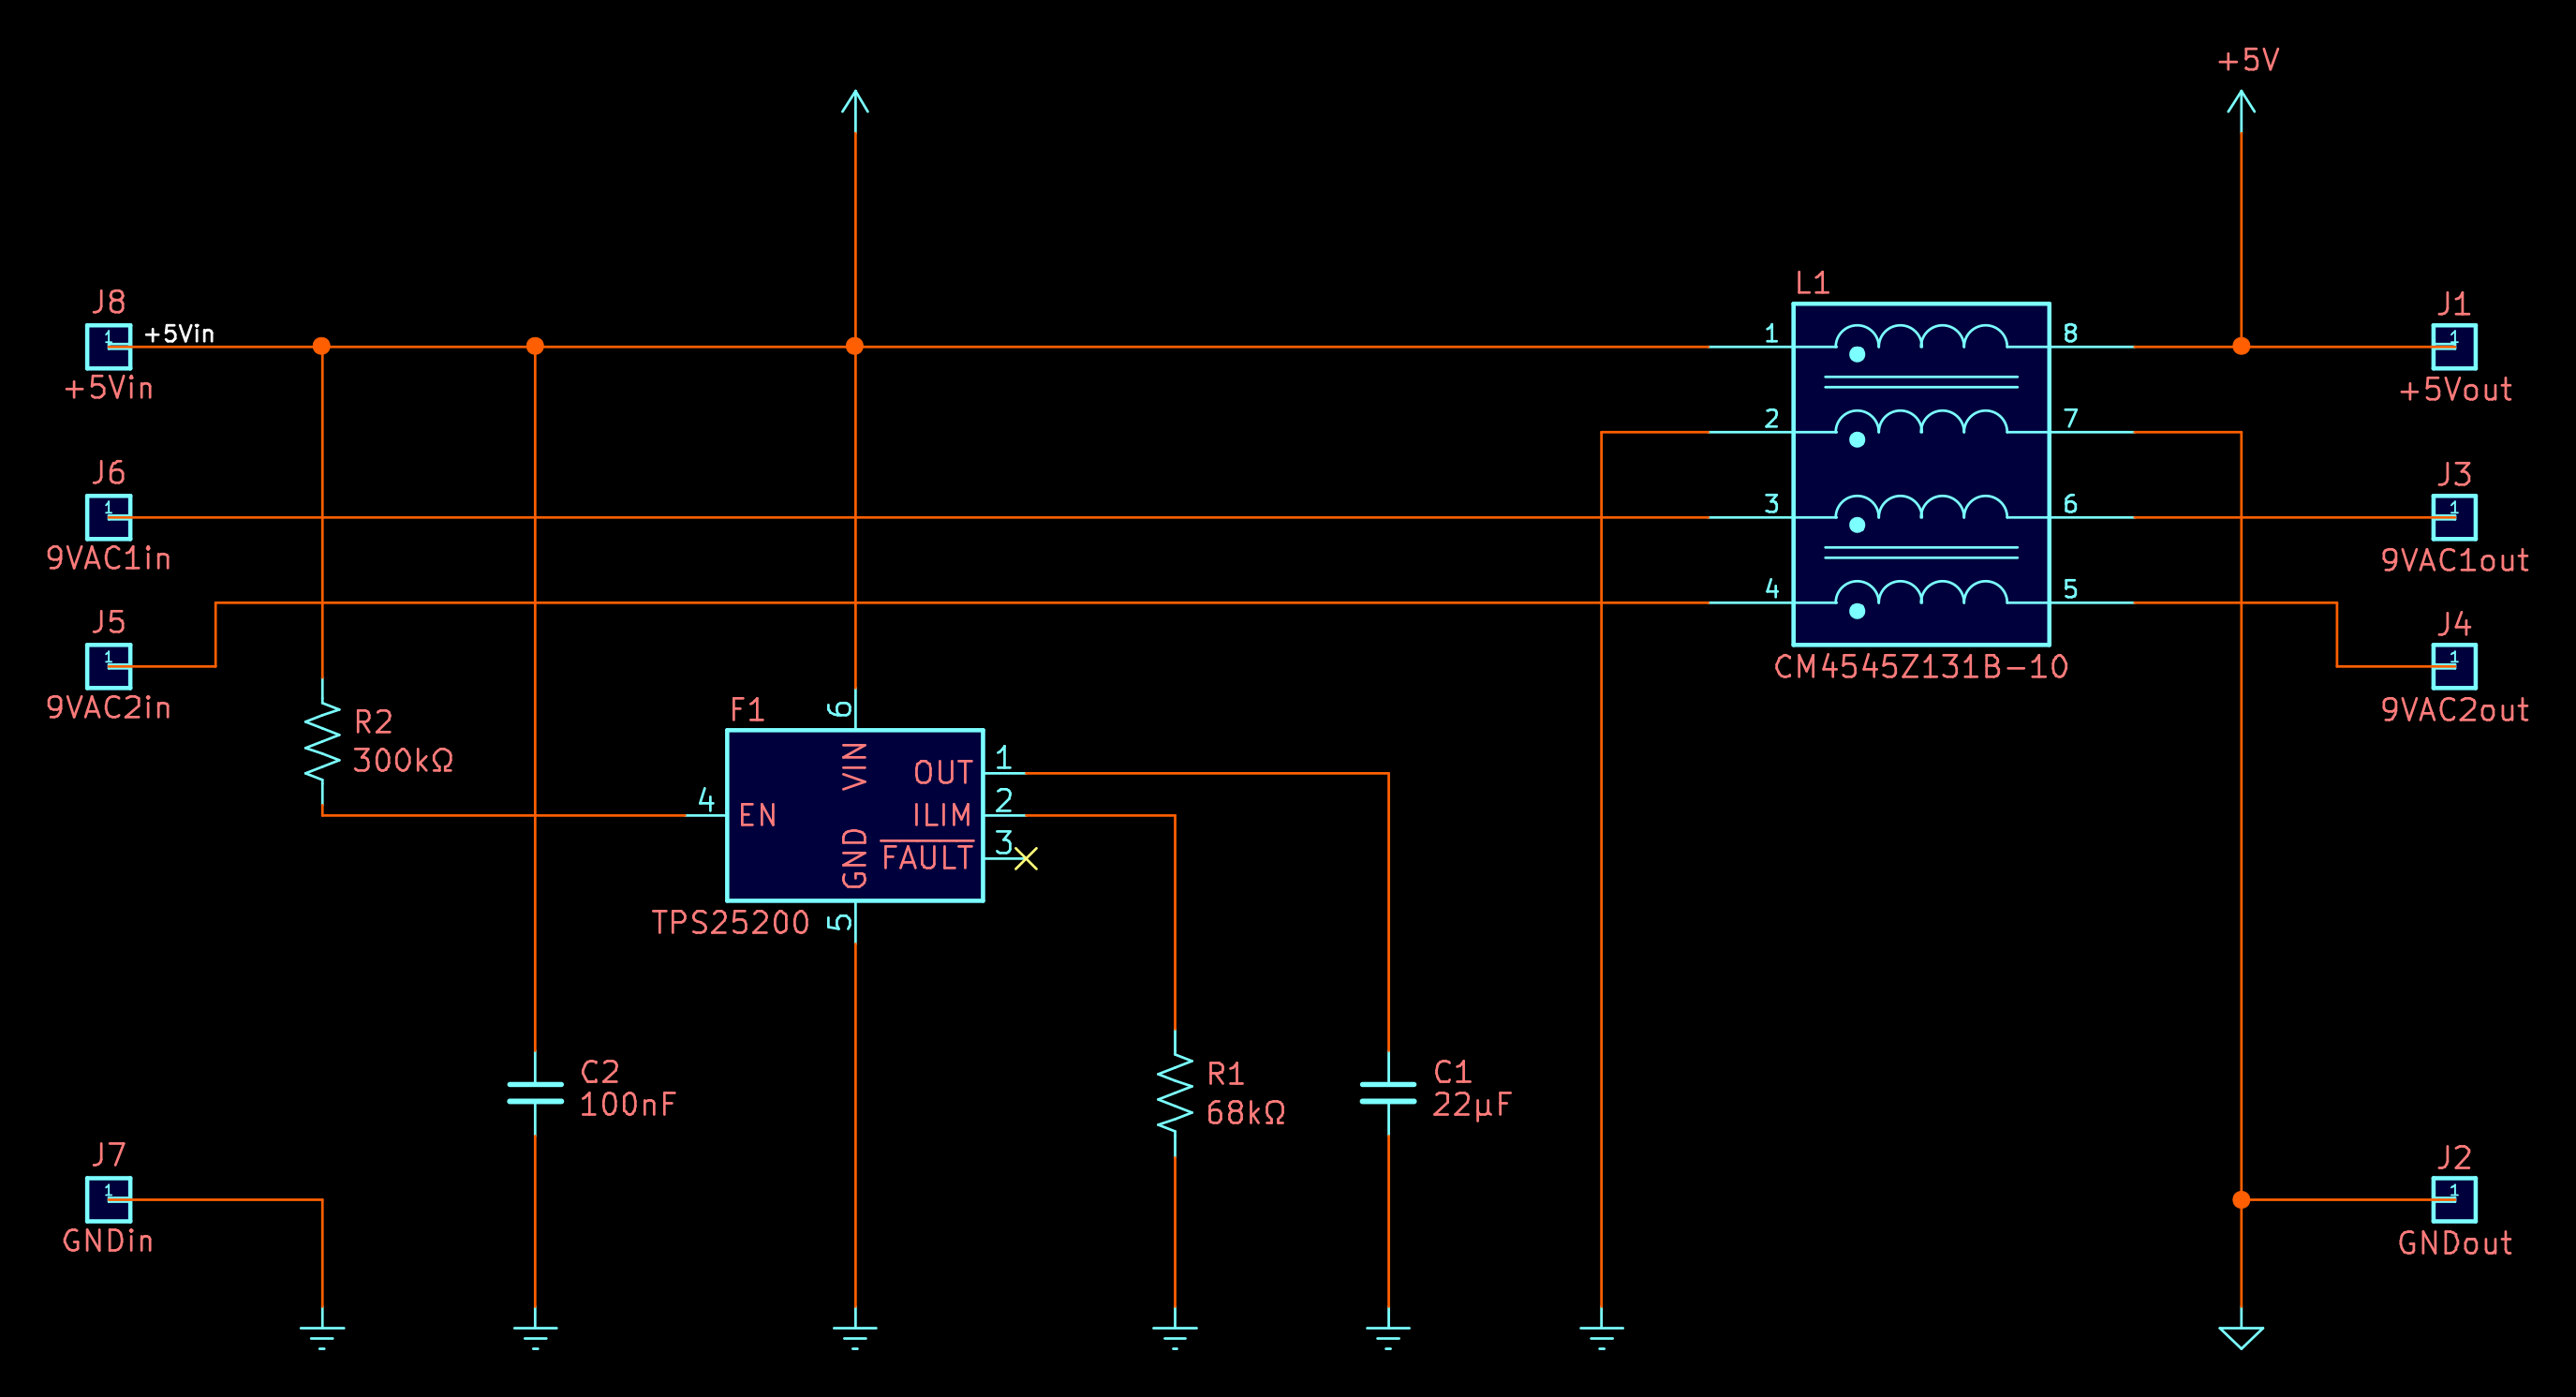 +5V
L1
J8
1
+5Vin
+5Vin
1
8
J1
1
+5Vout
2
7
J6
1
9VAC1in
3
6
J3
1
9VAC1out
4
5
J5
1
9VAC2in
J4
1
9VAC2out
CM4545Z131B-10
R2
300kΩ
F1
6
VIN
OUT
1
4
EN
ILIM
2
GND
FAULT
3
TPS25200
5
C2
100nF
R1
68kΩ
C1
22µF
J7
1
GNDin
J2
1
GNDout